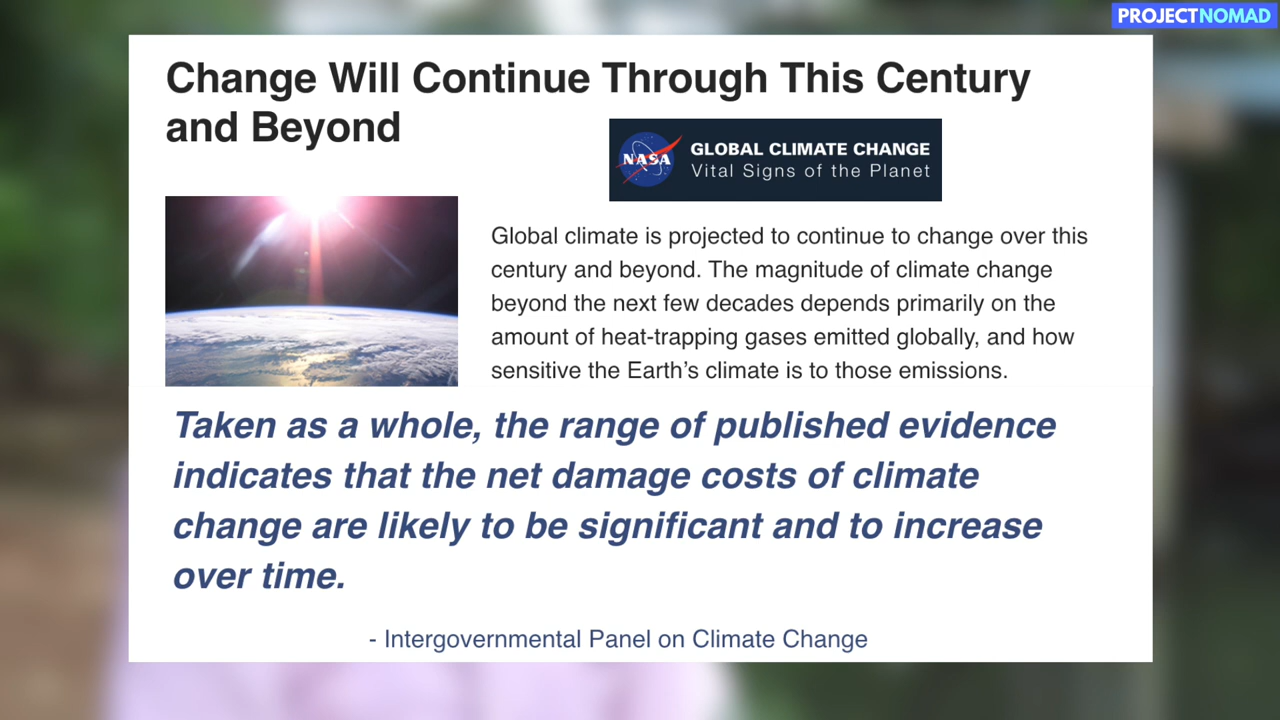 PROJECTNOMAD
Change Will Continue Through This Century
and Beyond
NASA
GLOBAL CLIMATE CHANGE
Vital Signs of the Planet
Global climate is projected to continue to change over this
century and beyond. The magnitude of climate change
beyond the next few decades depends primarily on the
amount of heat-trapping gases emitted globally, and how
sensitive the Earth’s climate is to those emissions.
Taken as a whole, the range of published evidence
indicates that the net damage costs of climate
change are likely to be significant and to increase
over time.
- Intergovernmental Panel on Climate Change